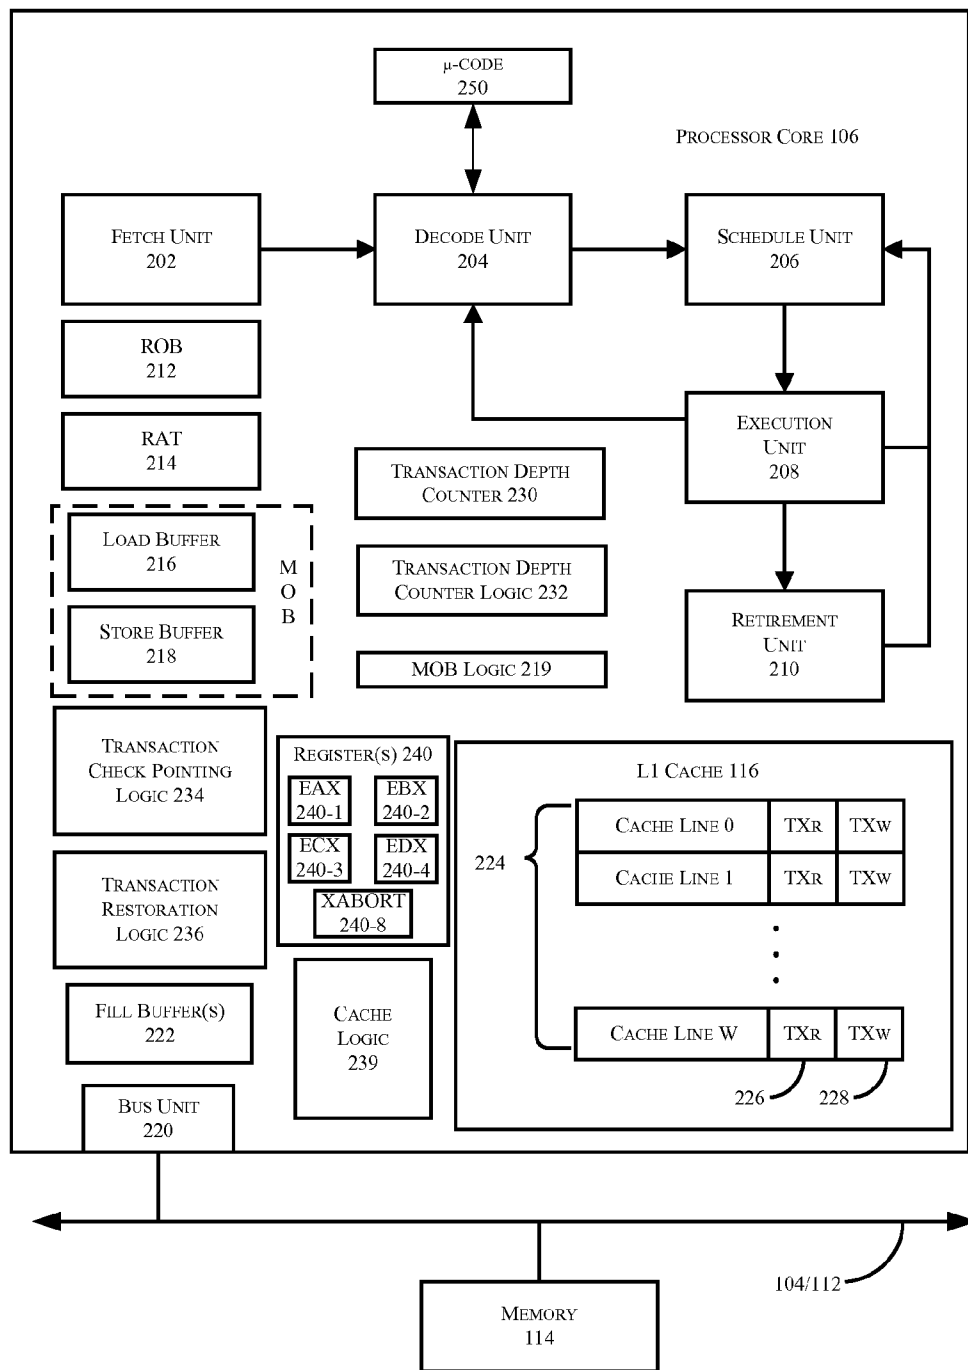 μ-CODE
250
PROCESSOR CORE 106
FETCH UNIT
202
DECODE UNIT
204
SCHEDULE UNIT
206
ROB
212
RAT
214
EXECUTION
UNIT
208
TRANSACTION DEPTH
COUNTER 230
LOAD BUFFER
216
STORE BUFFER
218
M
O
B
TRANSACTION DEPTH
COUNTER LOGIC 232
RETIREMENT
UNIT
210
MOB LOGIC 219
TRANSACTION
CHECK POINTING
LOGIC 234
REGISTER(S) 240
EAX
240-1
EBX
240-2
ECX
240-3
EDX
240-4
XABORT
240-8
L1 CACHE 116
224
CACHE LINE 0 TXR TXW
CACHE LINE 1 TXR TXW
CACHE LINE W TXR TXW
226
228
TRANSACTION
RESTORATION
LOGIC 236
FILL BUFFER(S)
222
CACHE
LOGIC
239
BUS UNIT
220
104/112
MEMORY
114